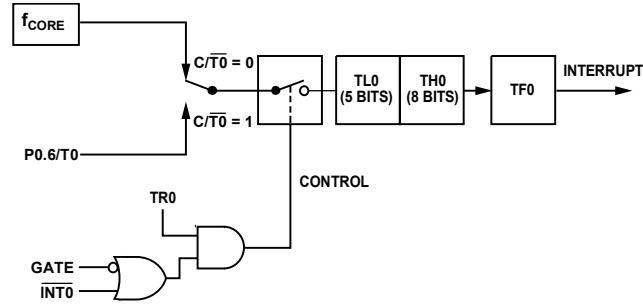 fCORE
C/T0 = 0
TL0
(5 BITS)
TH0
(8 BITS)
TF0
INTERRUPT
C/T0 = 1
P0.6/T0
CONTROL
TR0
GATE
INT0